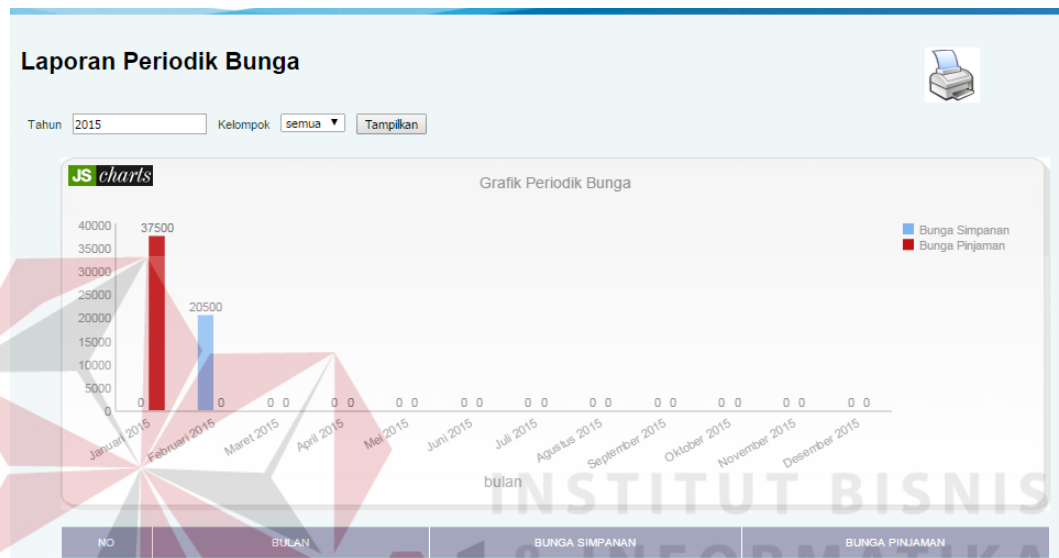 Laporan Periodik Bunga
Tahun 2015 Kelompok semua Tampilkan
JS charts
Grafik Periodik Bunga
40000
35000
30000
25000
20000
15000
10000
5000
0
0 37500
20500 0
0 0
0 0
0 0
0 0
0 0
0 0
0 0
0 0
0 0
0 0
Bunga Simpanan
Bunga Pinjaman
Januari 2015
Februari 2015
Maret 2015
April 2015
Mei 2015
Juni 2015
Juli 2015
Agustus 2015
September 2015
Oktober 2015
November 2015
Desember 2015
bulan
INSTITUT BISNIS
NO BULAN BUNGA SIMPANAN BUNGA PINJAMAN
& INFORMATIKA